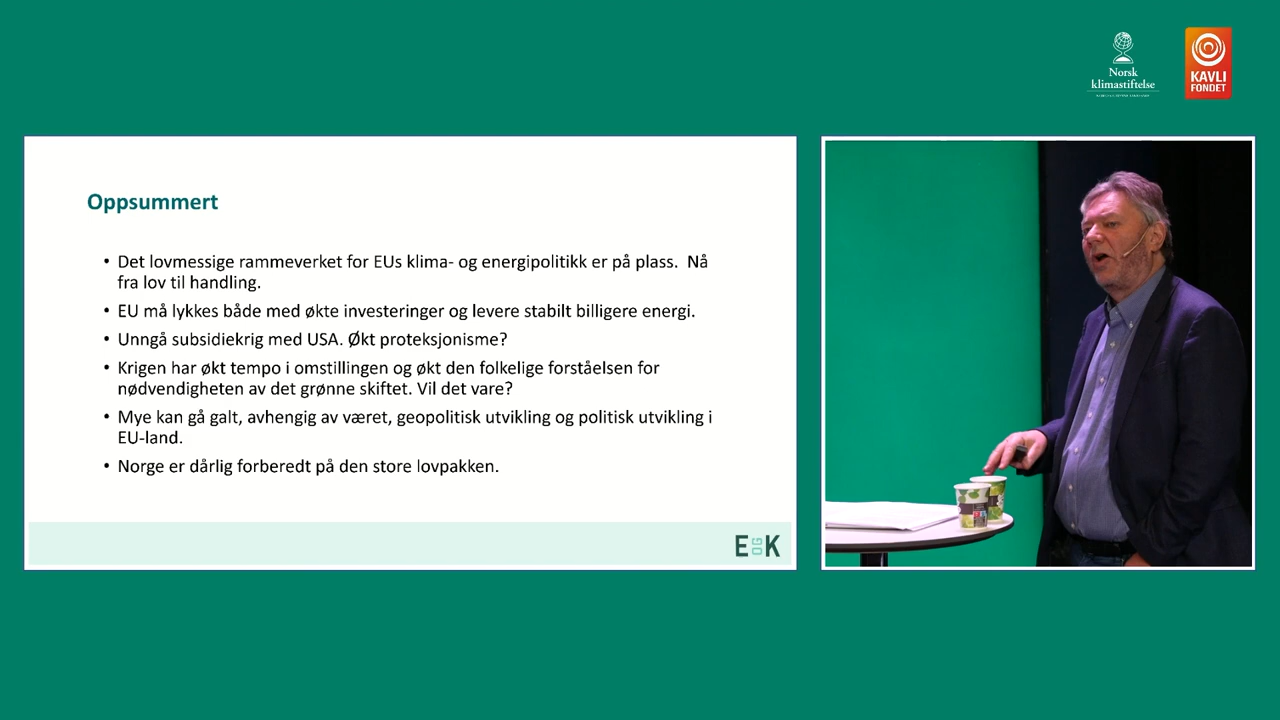 Norsk
klimastiftelse
KAVLI
FONDET
Oppsummert
• Det lovmessige rammeverket for EUs klima- og energipolitikk er på plass.  Nå
fra lov til handling.
• EU må lykkes både med økte investeringer og levere stabilt billigere energi.
• Unngå subsidiekrig med USA. Økt proteksjonisme?
• Krigen har økt tempo i omstillingen og økt den folkelige forståelsen for
nødvendigheten av det grønne skiftet. Vil det vare?
• Mye kan gå galt, avhengig av været, geopolitisk utvikling og politisk utvikling i
EU-land.
• Norge er dårlig forberedt på den store lovpakken.
E OG K